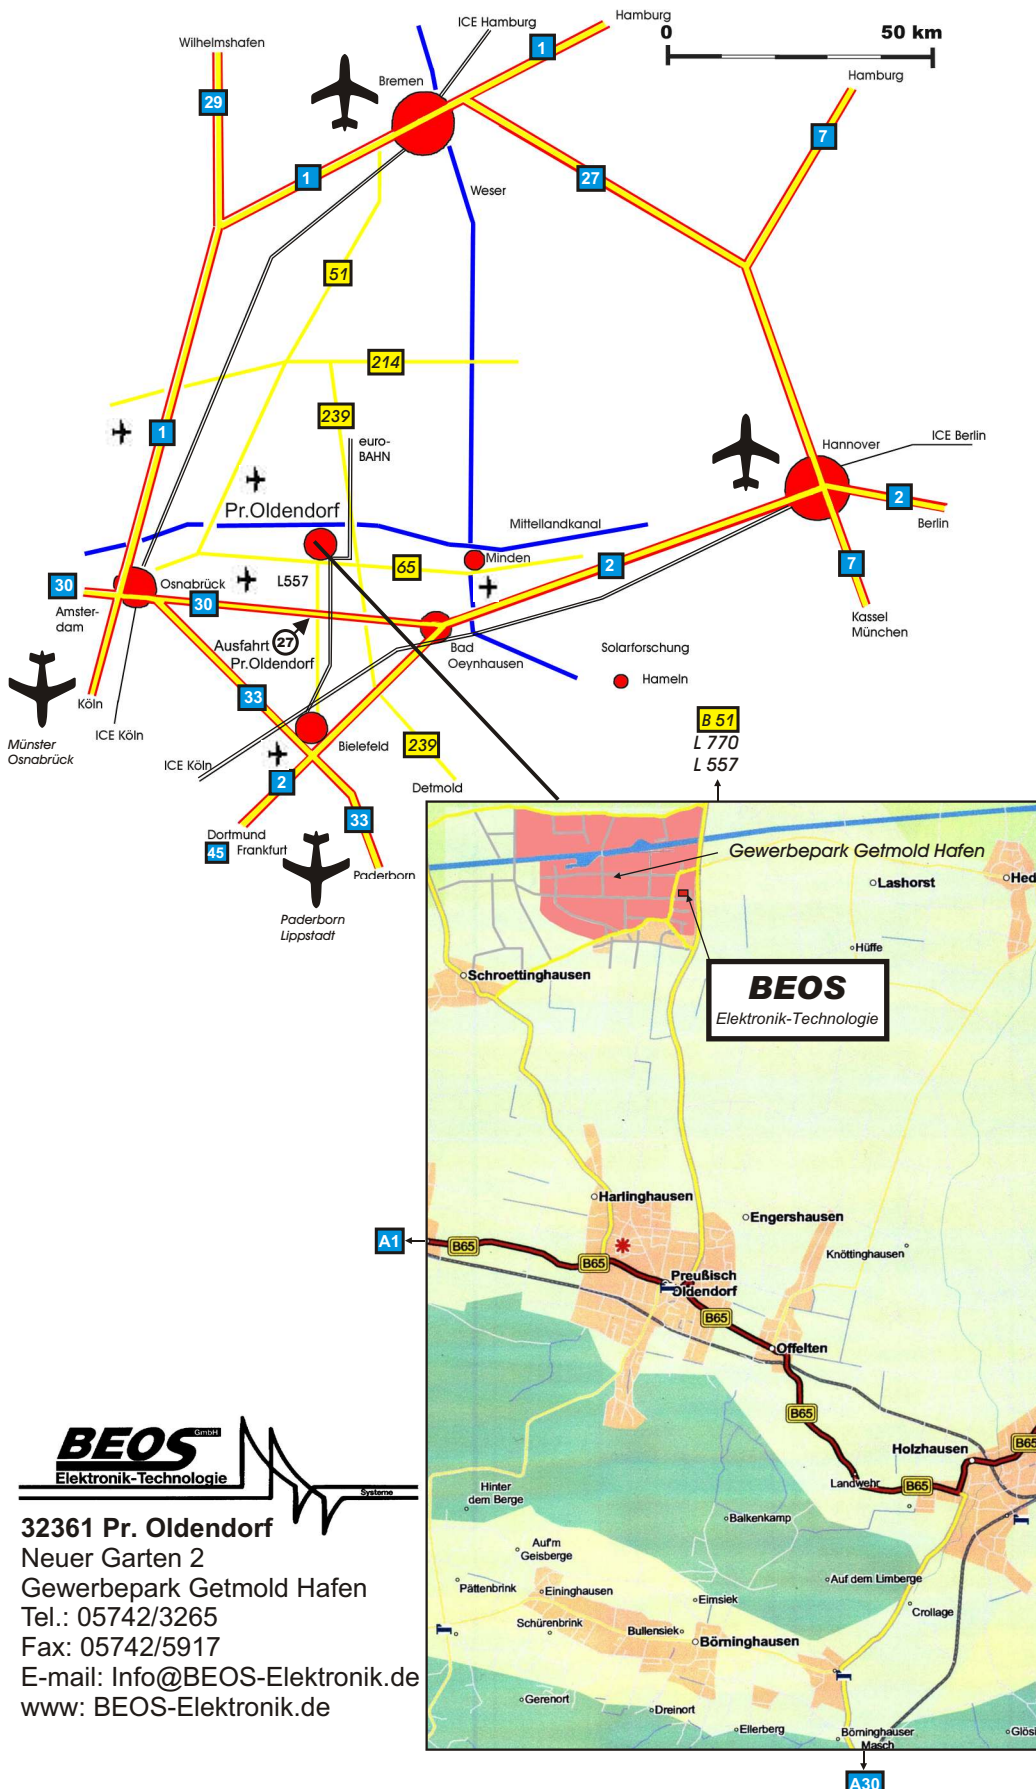 ICE Hamburg
Hamburg
0
50 km
Wilhelmshafen
1
Bremen
Hamburg
29
7
1
27
Weser
51
214
239
1
euro-
BAHN
Hannover
ICE Berlin
Pr.Oldendorf
2
Berlin
Mittellandkanal
Minden
65
2
7
30
Osnabrück
L557
30
Amster-
dam
Kassel
München
Ausfahrt 27
Pr.Oldendorf
Bad
Oeynhausen
Solarforschung
Hameln
Köln
33
ICE Köln
Münster
Osnabrück
Bielefeld
239
ICE Köln
2
Detmold
33
Dortmund
45 Frankfurt
Paderborn
Paderborn
Lippstadt
B 51
L 770
L 557
Gewerbepark Getmold Hafen
Lashorst
Hed
Hüffe
Schroettinghausen
BEOS
Elektronik-Technologie
Harlinghausen
Engershausen
A1
B65
B65
Knöttinghausen
Preußisch
Oldendorf
B65
Offelten
B65
Holzhausen
B65
Landwehr
B65
Hinter
dem Berge
Balkenkamp
Auf'm
Geisberge
Pättenbrink
Eininghausen
Eimsiek
Auf dem Limberge
Crollage
Schürenbrink
Bullensiek
Börninghausen
Gerenort
Dreinort
Ellerberg
Börninghauser
Masch
Glösi
A30
BEOS GmbH
Elektronik-Technologie
Systeme
32361 Pr. Oldendorf
Neuer Garten 2
Gewerbepark Getmold Hafen
Tel.: 05742/3265
Fax: 05742/5917
E-mail: Info@BEOS-Elektronik.de
www: BEOS-Elektronik.de